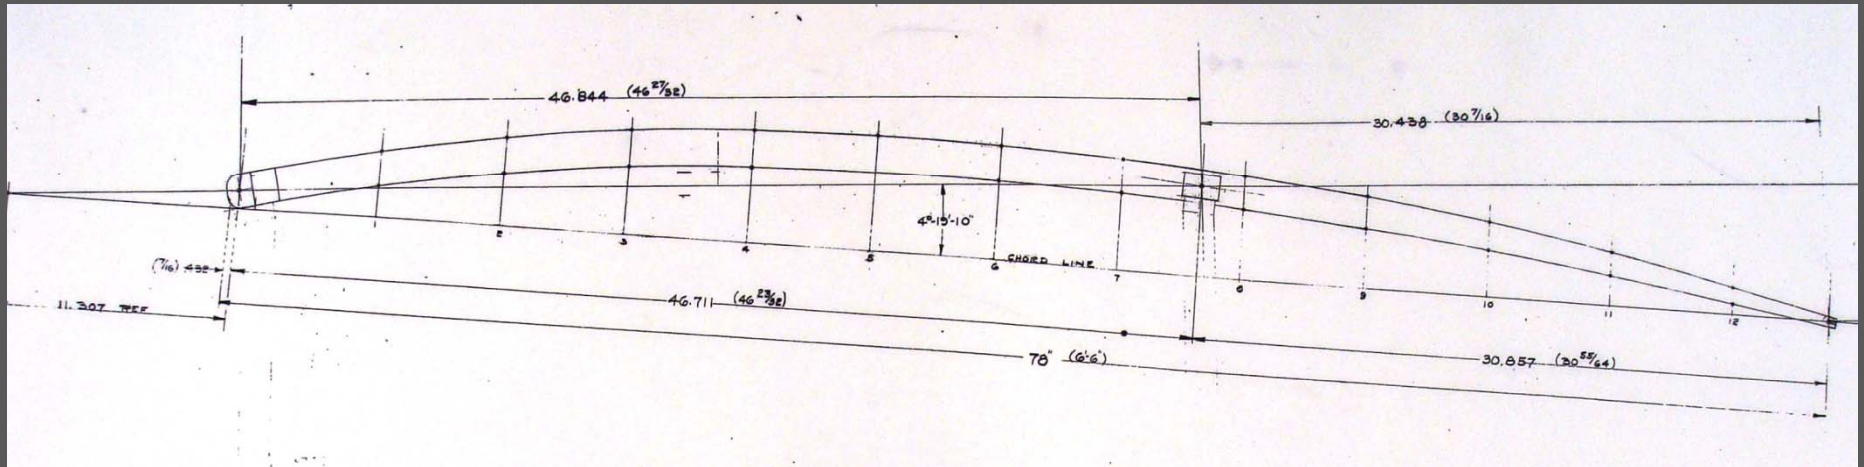 46.844 (46 27/32)
30.438 (30 7/16)
4°-19'-10"
2
3
4
5
6
CHORD LINE
7
8
9
10
11
12
(7/16) .432
11.307 REF
46.711 (46 23/32)
78" (6'-6")
30.857 (30 55/64)